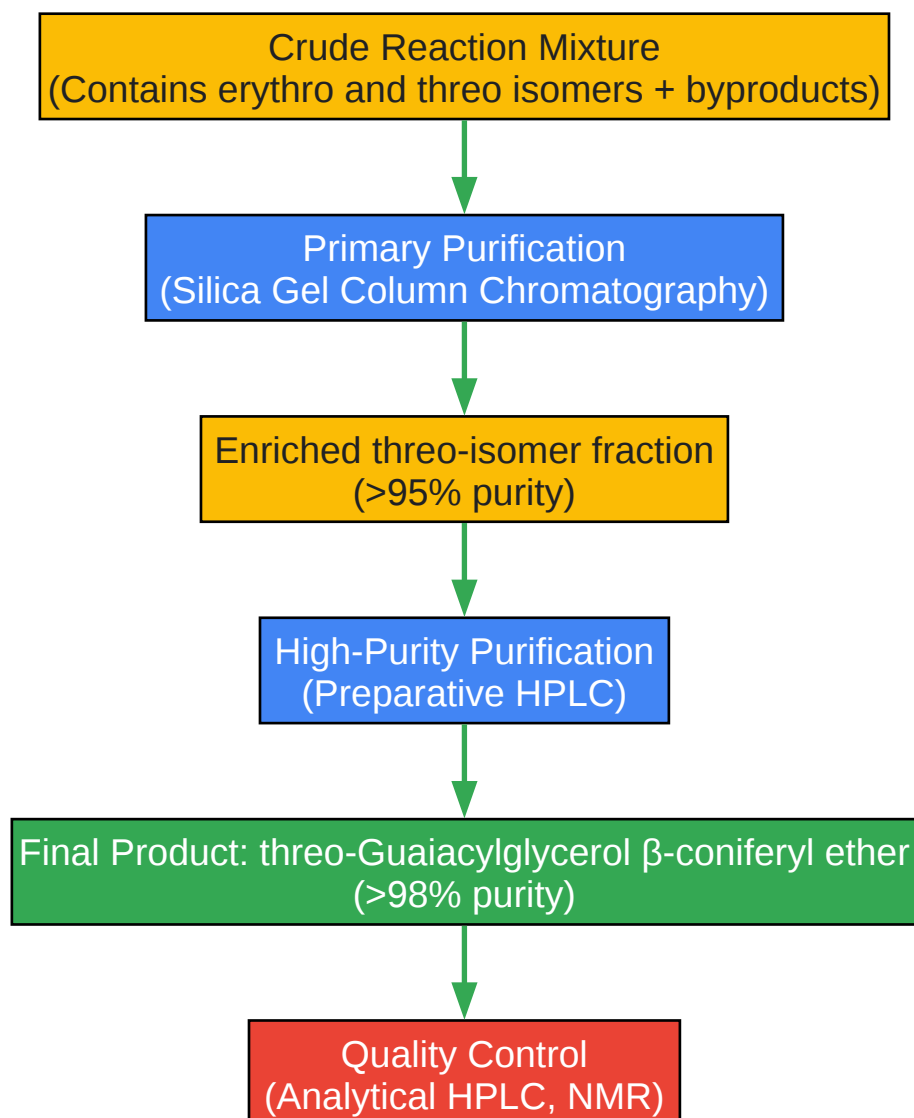 Crude Reaction Mixture
(Contains erythro and threo isomers + byproducts)
Primary Purification
(Silica Gel Column Chromatography)
Enriched threo-isomer fraction
(>95% purity)
High-Purity Purification
(Preparative HPLC)
Final Product: threo-Guaiacylglycerol β-coniferyl ether
(>98% purity)
Quality Control
(Analytical HPLC, NMR)